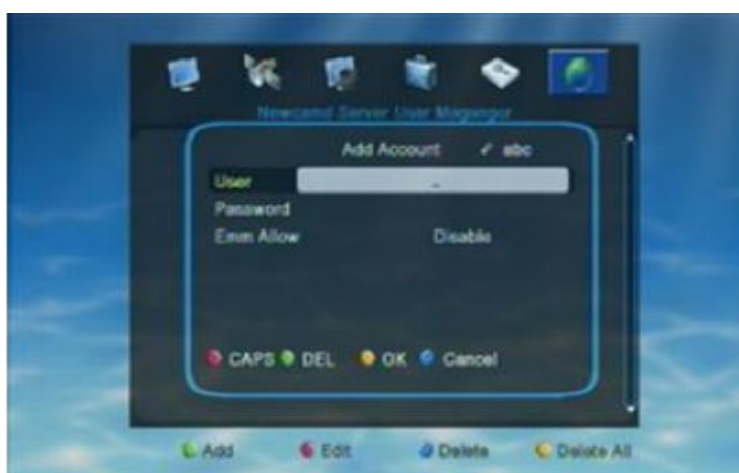 Newcamd Server User Magangor
Add Account ✓ abc
User _
Password
Emm Allow Disable
CAPS DEL OK Cancel
Add Edit Delete Delete All